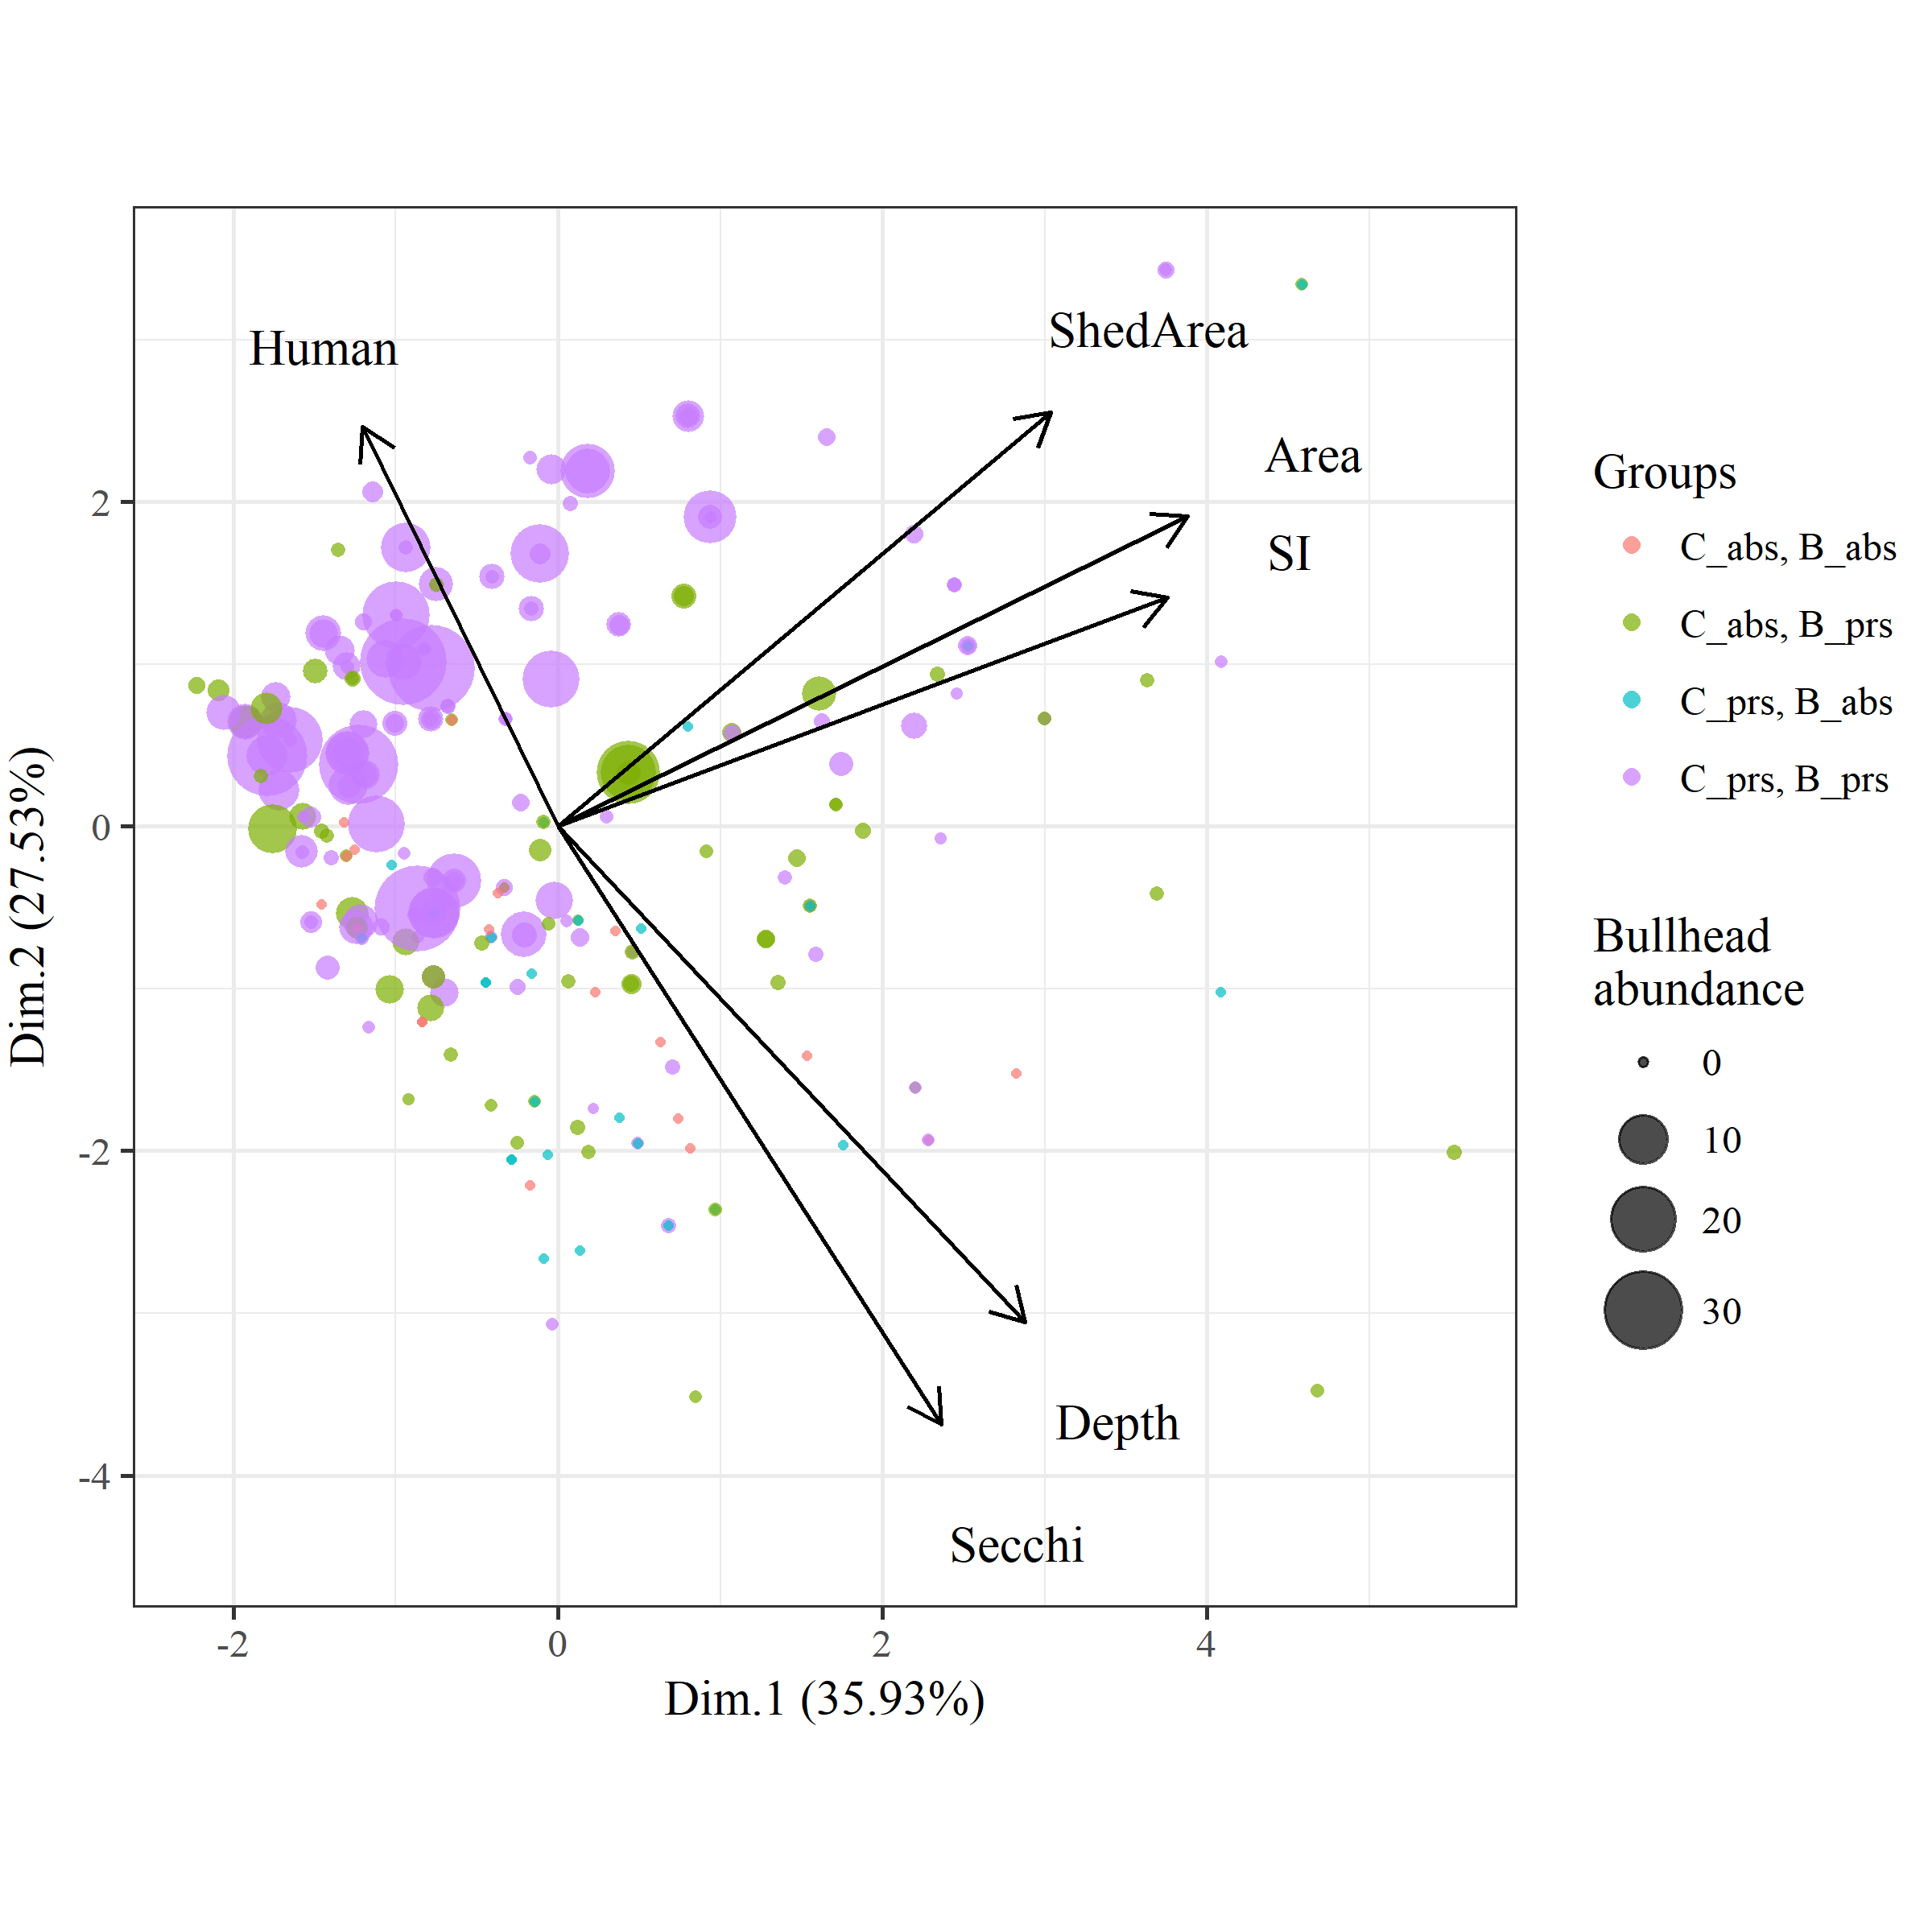 Human
ShedArea
Area
SI
Depth
Secchi
2
0
-2
-4
-2
0
2
4
Dim.1 (35.93%)
Dim.2 (27.53%)
Groups
C_abs, B_abs
C_abs, B_prs
C_prs, B_abs
C_prs, B_prs
Bullhead
abundance
0
10
20
30